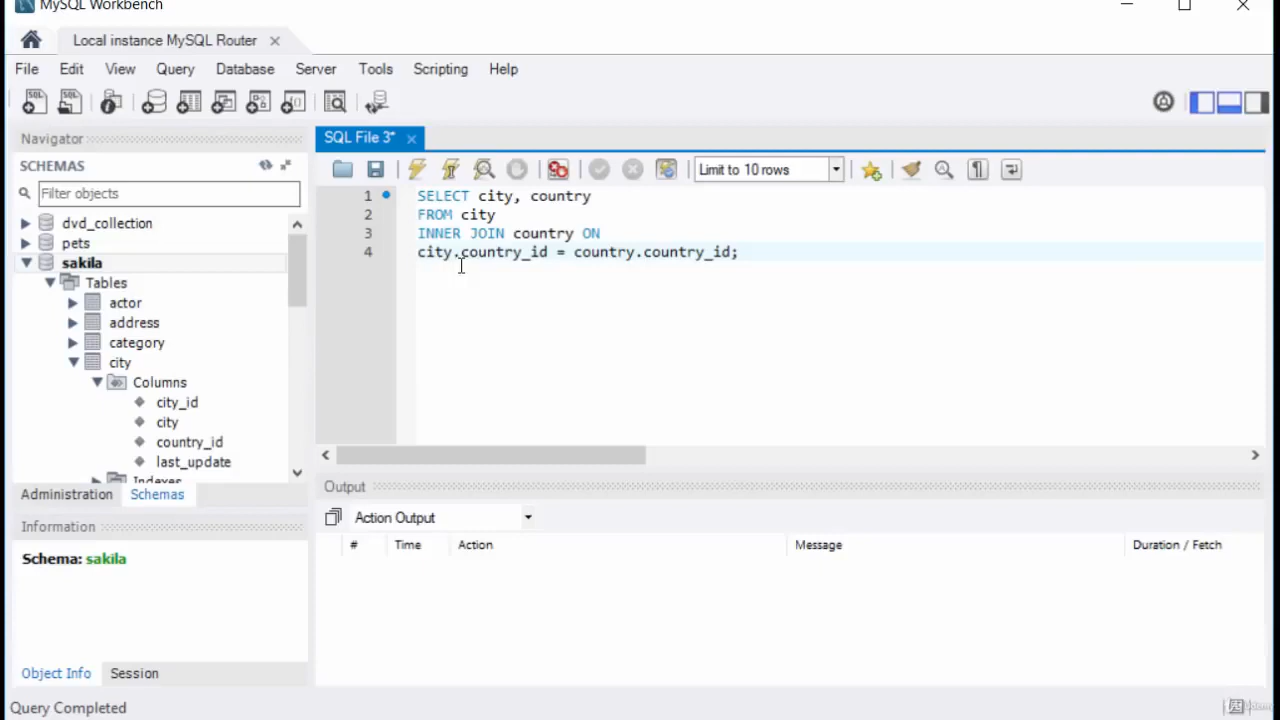 MySQL Workbench
Local instance MySQL Router
File Edit View Query Database Server Tools Scripting Help
Navigator
SCHEMAS
Filter objects
dvd_collection
pets
sakila
Tables
actor
address
category
city
Columns
city_id
city
country_id
last_update
Indexes
Administration Schemas
Information
Schema: sakila
Object Info Session
Query Completed
SQL File 3*
Limit to 10 rows
1 SELECT city, country
2 FROM city
3 INNER JOIN country ON
4 city.country_id = country.country_id;
Output
Action Output
# Time Action Message Duration / Fetch